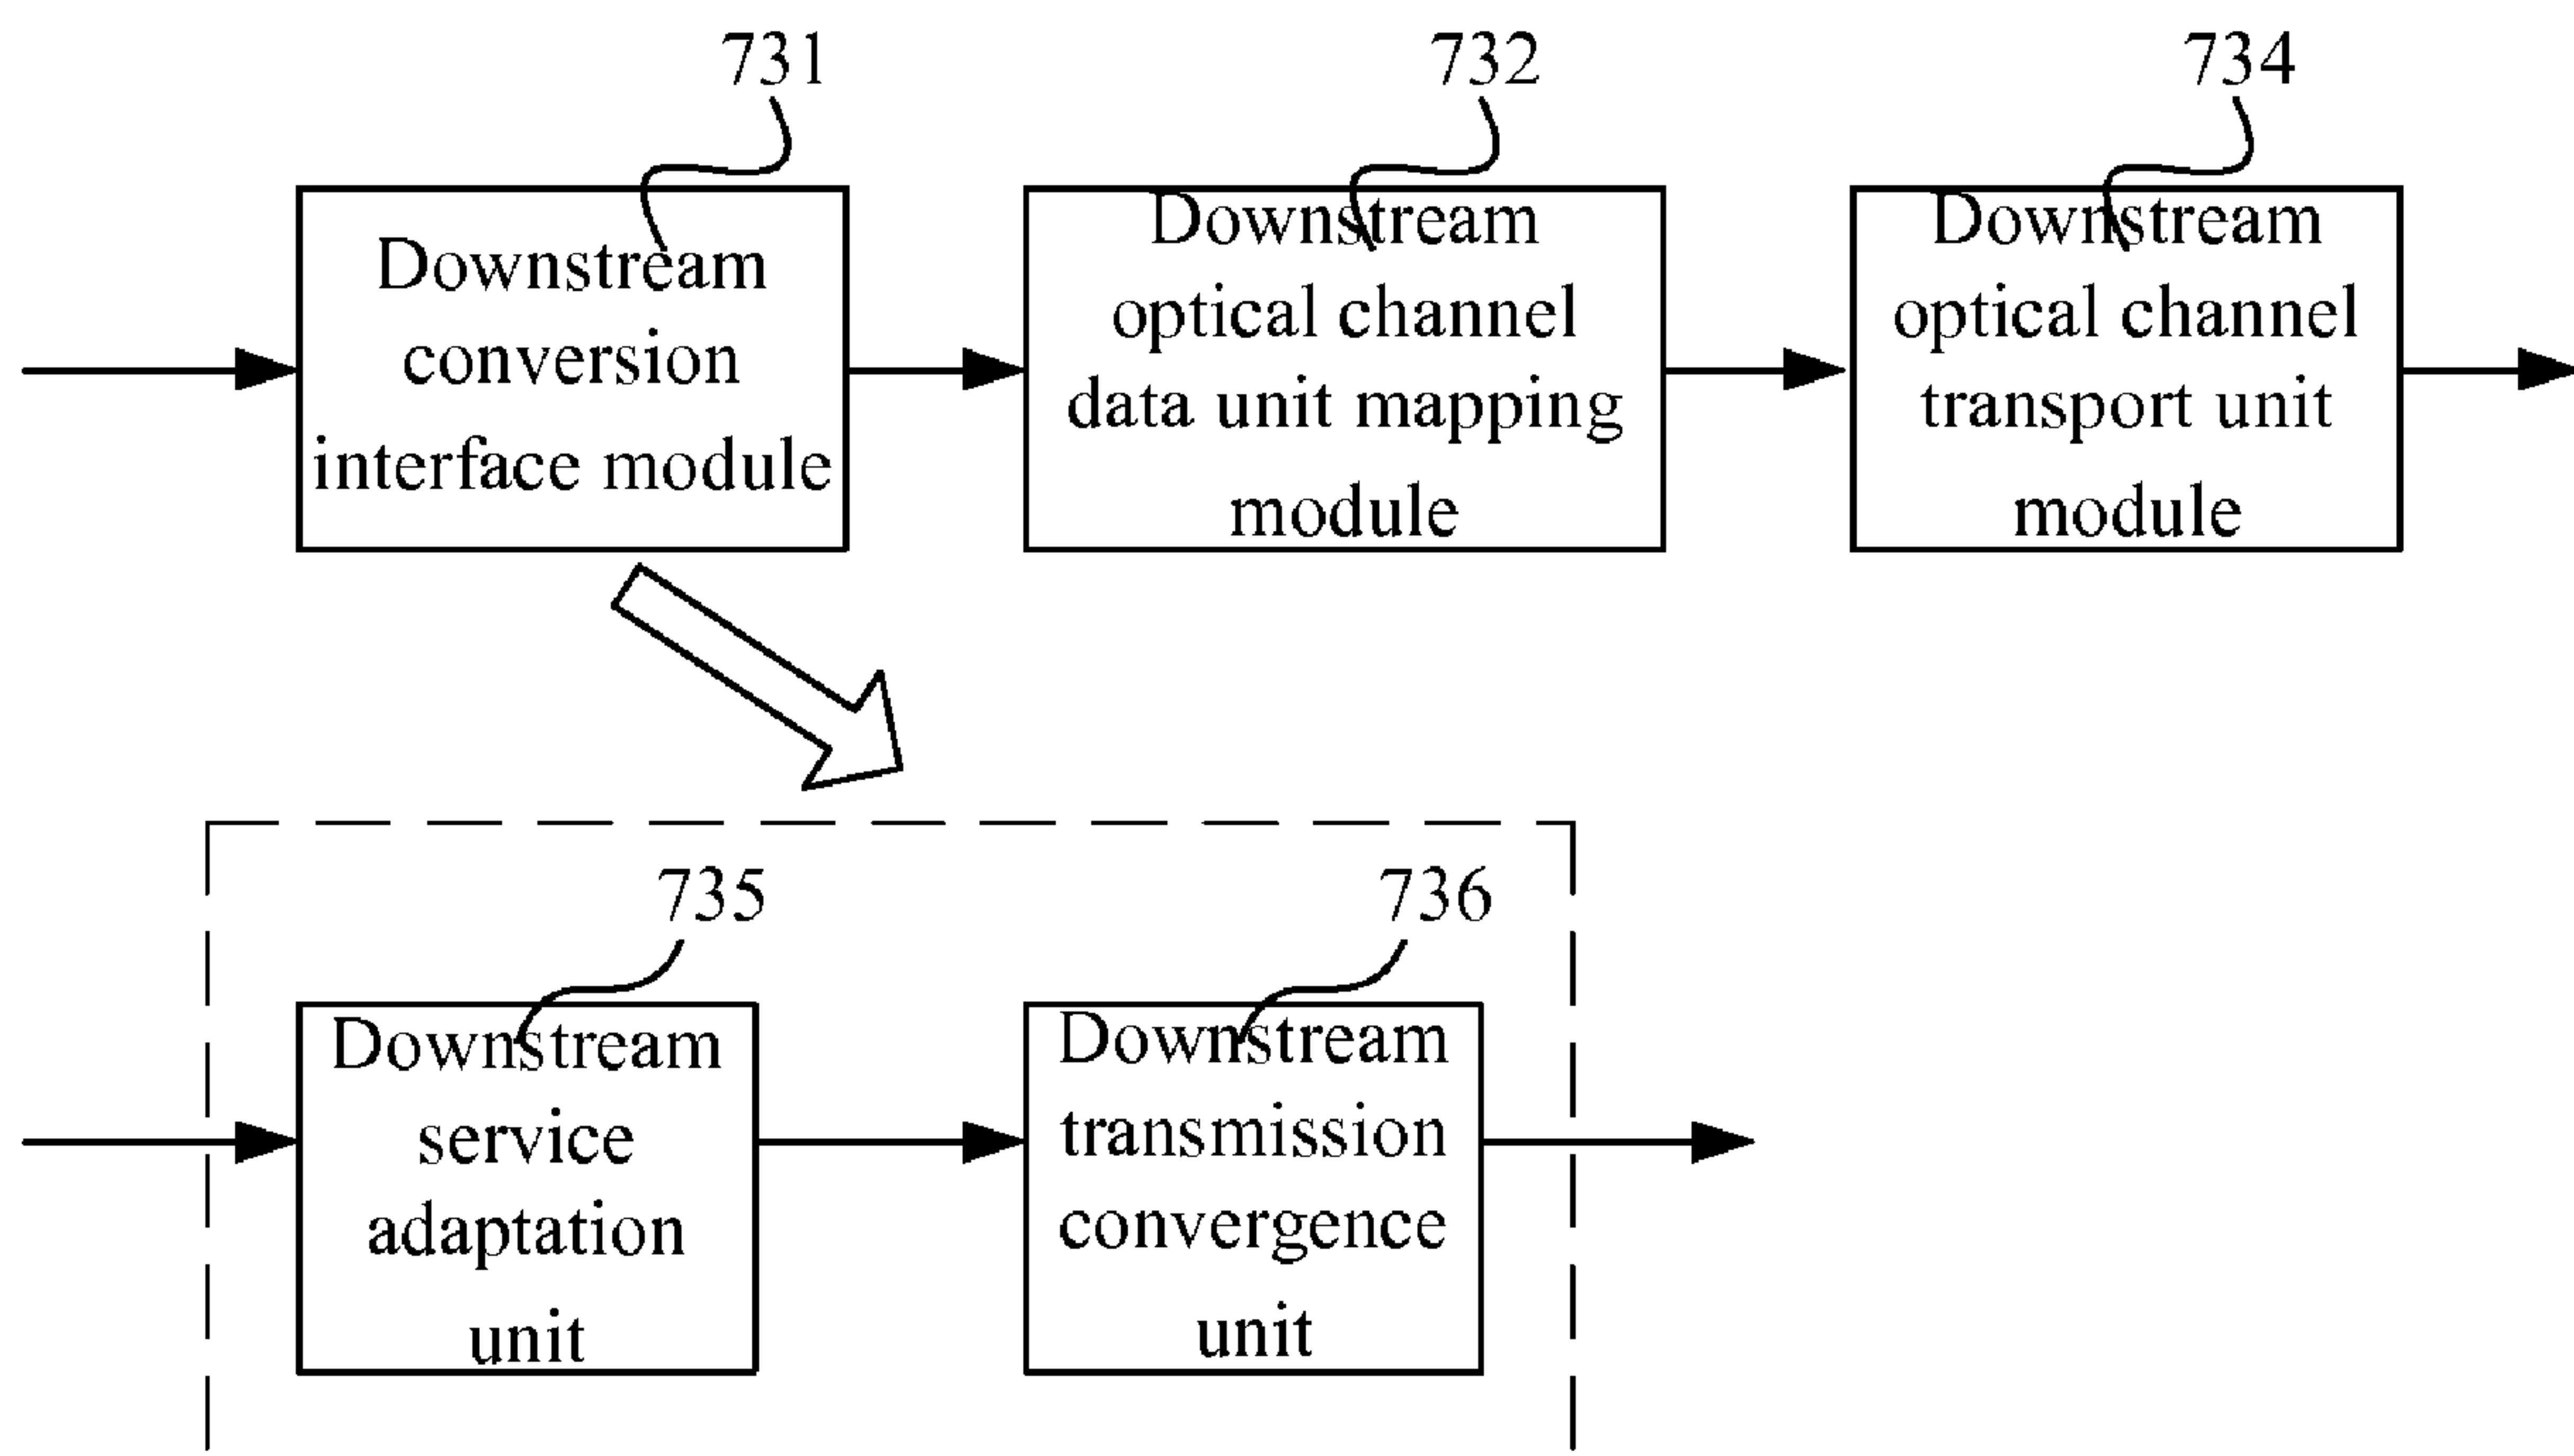 731
732
734
Downstream
conversion
interface module
Downstream
optical channel
data unit mapping
module
Downstream
optical channel
transport unit
module
735
736
Downstream
service
adaptation
unit
Downstream
transmission
convergence
unit